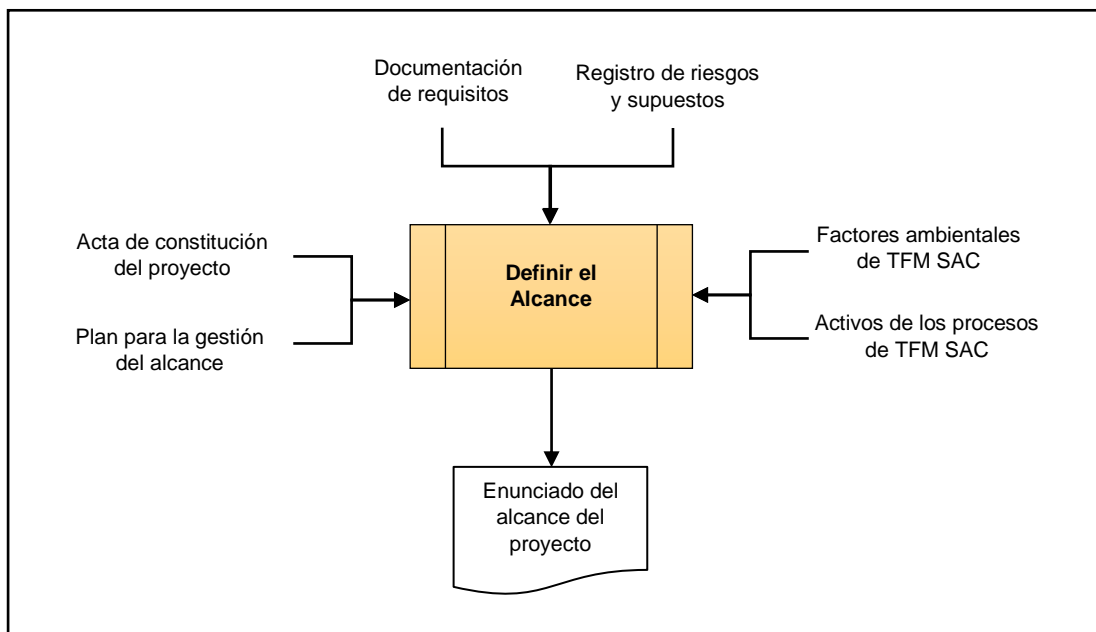 Documentación
de requisitos
Registro de riesgos
y supuestos
Acta de constitución
del proyecto
Plan para la gestión
del alcance
Definir el
Alcance
Factores ambientales
de TFM SAC
Activos de los procesos
de TFM SAC
Enunciado del
alcance del
proyecto